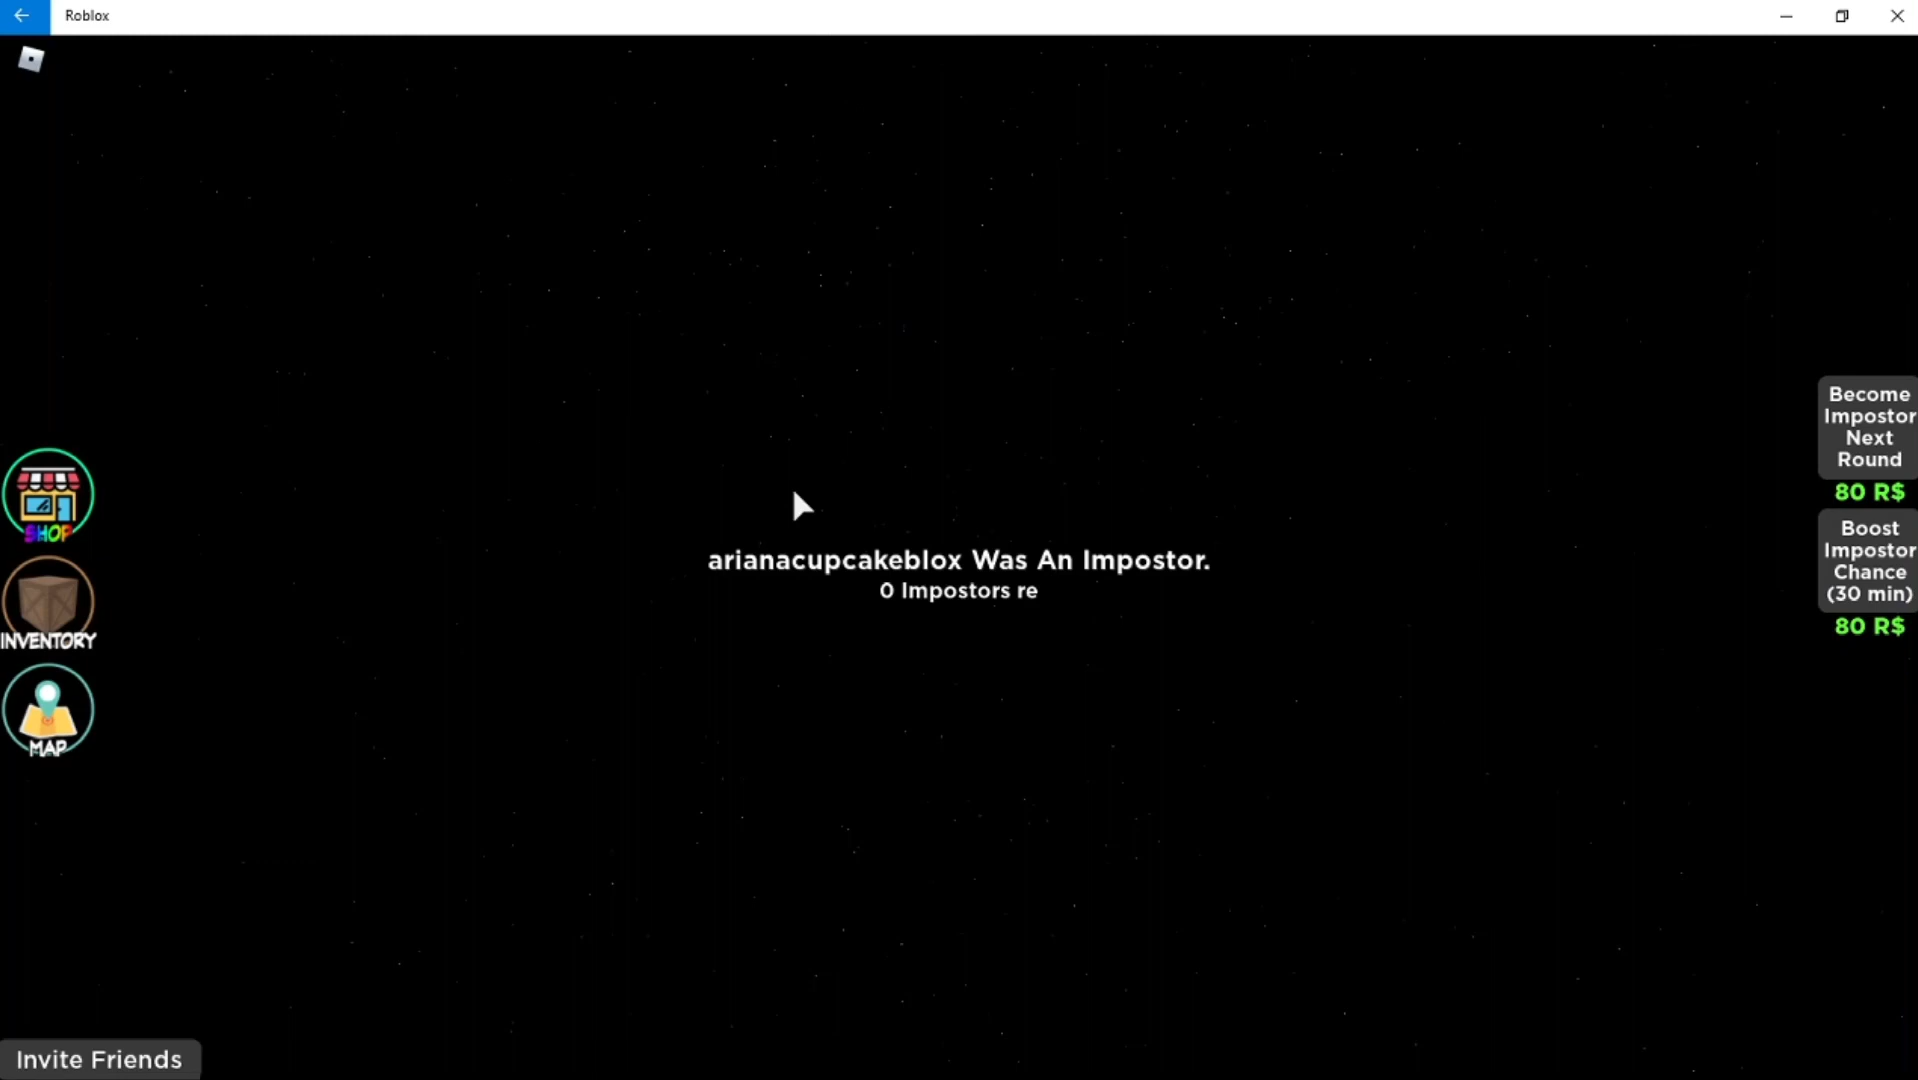 Roblox
Become
Impostor
Next
Round
80 R$
SHOP
Boost
Impostor
Chance
(30 min)
80 R$
arianacupcakeblox Was An Impostor.
0 Impostors re
INVENTORY
MAP
Invite Friends